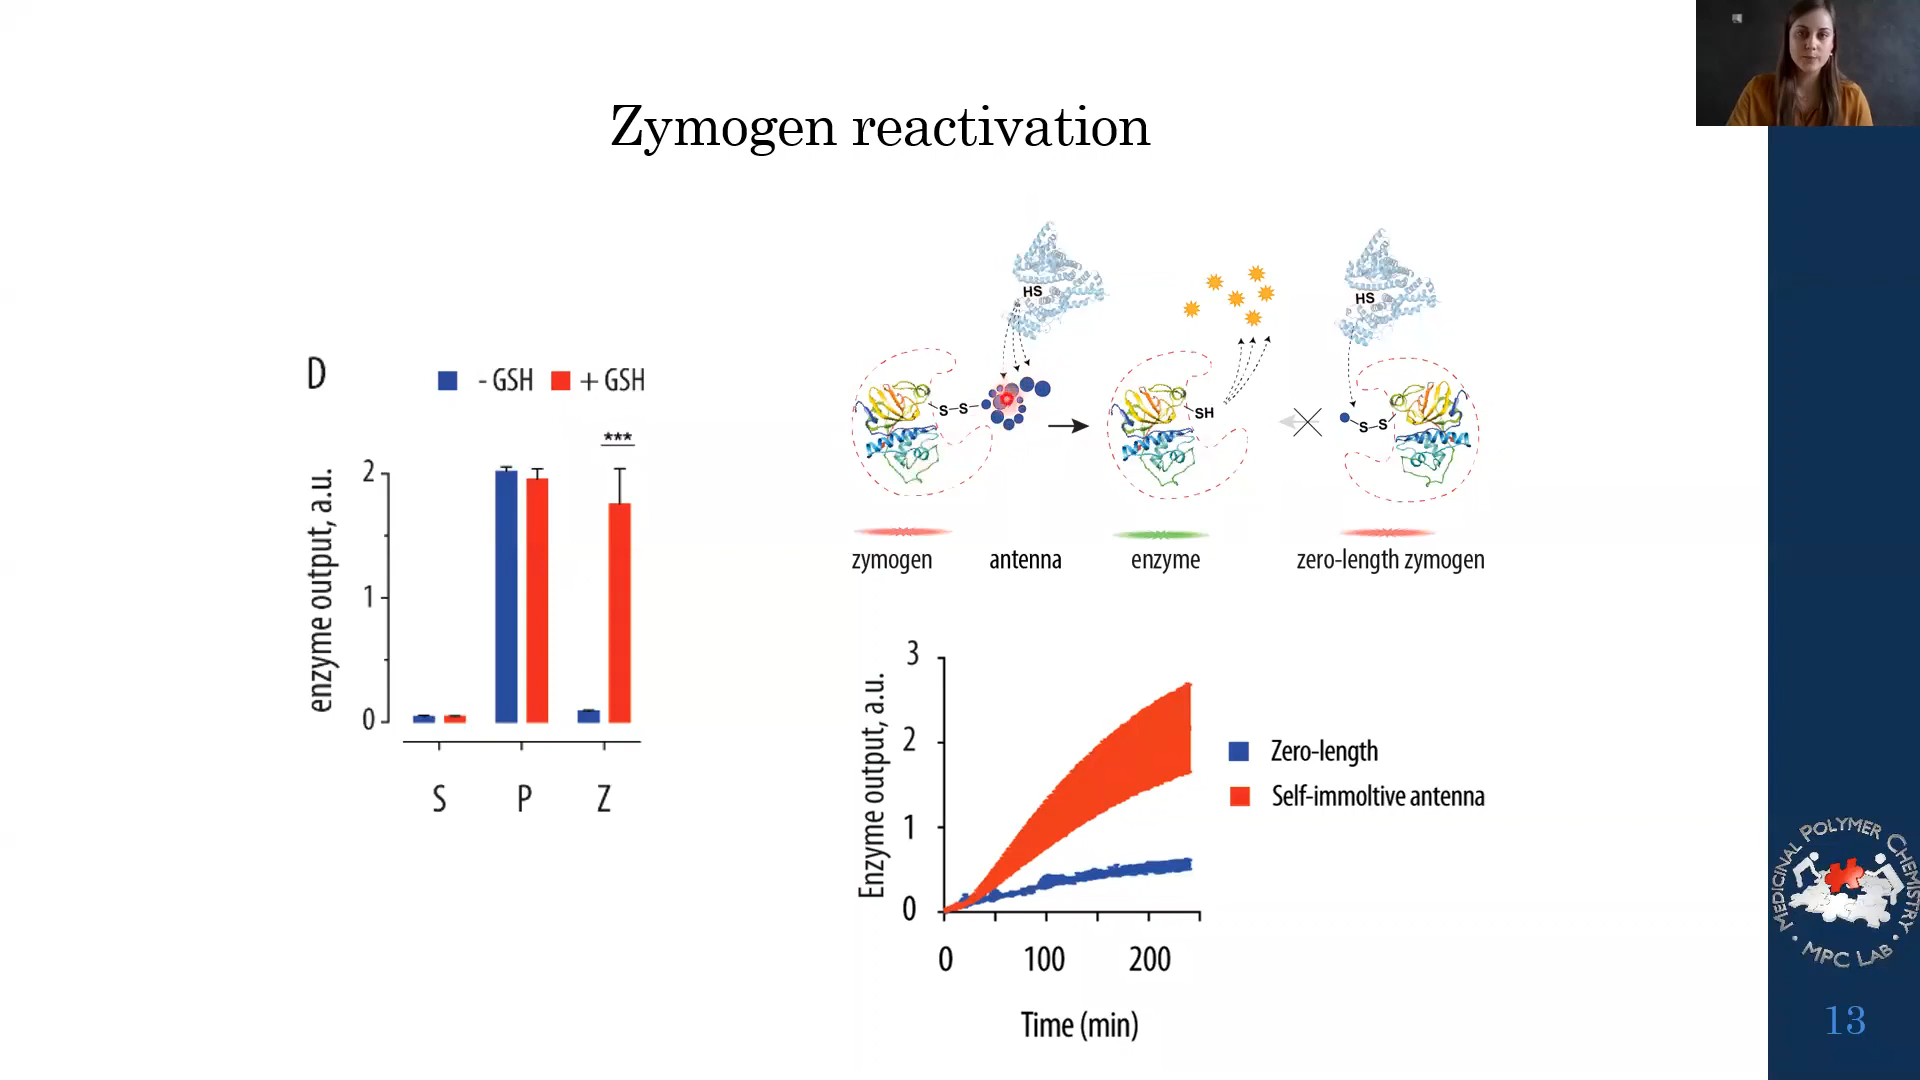 Zymogen reactivation
D
- GSH
+ GSH
***
enzyme output, a.u.
2
1
0
S
P
Z
HS
HS
S
S
SH
S
S
zymogen
antenna
enzyme
zero-length zymogen
Enzyme output, a.u.
3
2
1
0
0
100
200
Time (min)
Zero-length
Self-immoltive antenna
MEDICINAL POLYMER CHEMISTRY
• MPC LAB •
13